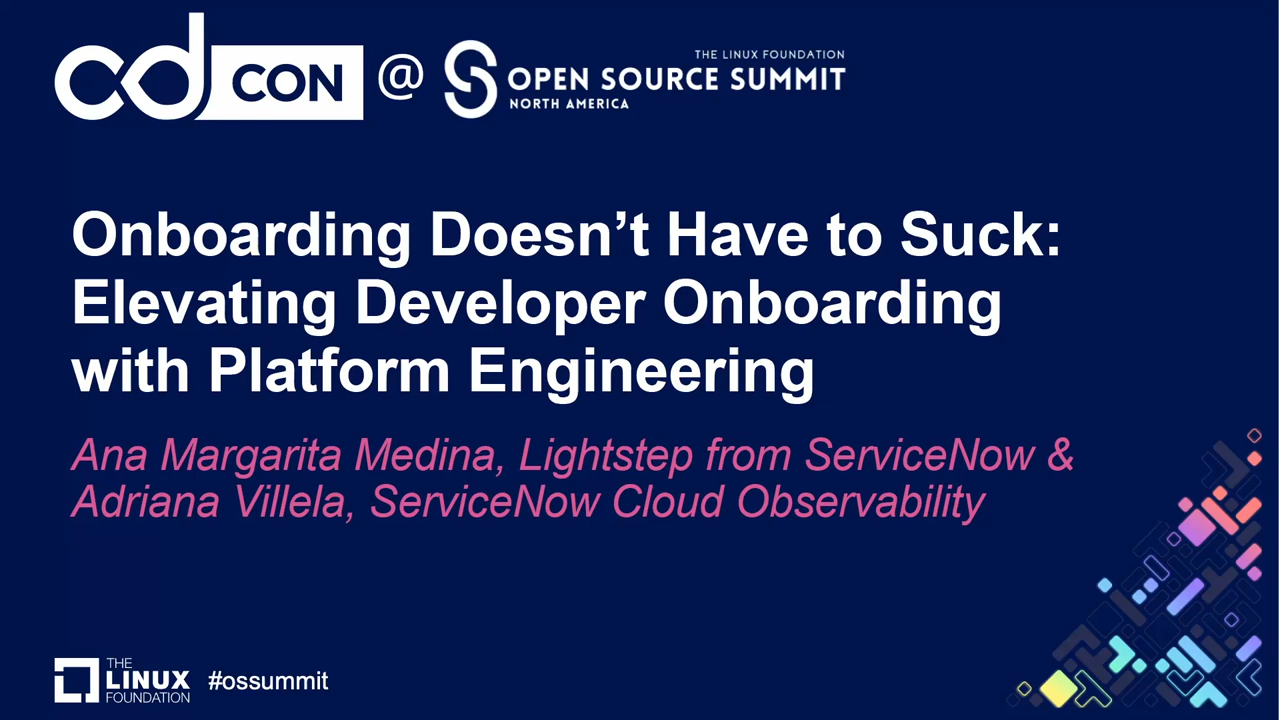 cd CON @ THE LINUX FOUNDATION
OPEN SOURCE SUMMIT
NORTH AMERICA
Onboarding Doesn’t Have to Suck:
Elevating Developer Onboarding
with Platform Engineering
Ana Margarita Medina, Lightstep from ServiceNow &
Adriana Villela, ServiceNow Cloud Observability
THE
LINUX
FOUNDATION
#ossummit